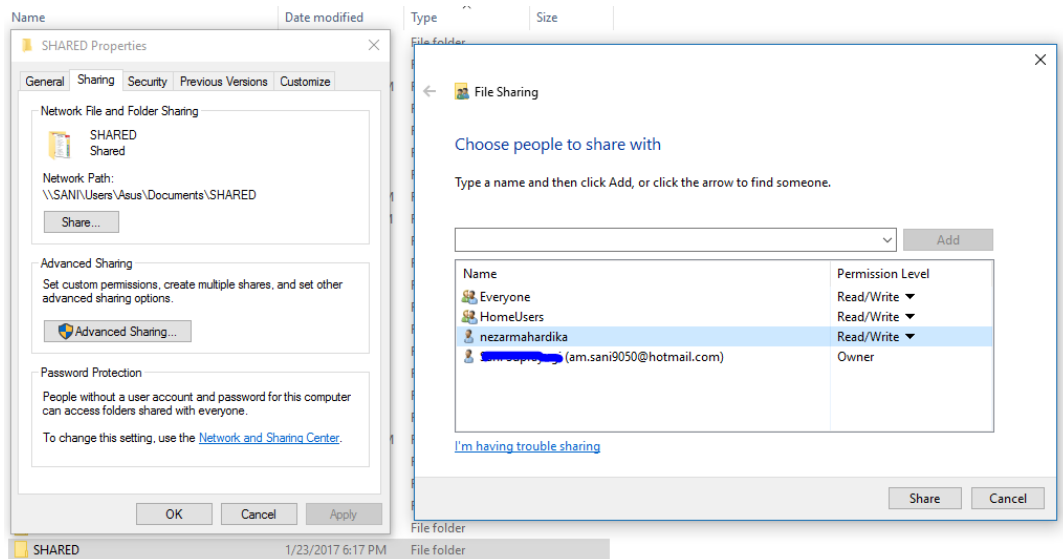 Name Date modified Type Size
File folder
SHARED Properties
General Sharing Security Previous Versions Customize
Network File and Folder Sharing
SHARED
Shared
Network Path:
\\SANI\Users\Asus\Documents\SHARED
Share...
Advanced Sharing
Set custom permissions, create multiple shares, and set other
advanced sharing options.
Advanced Sharing...
Password Protection
People without a user account and password for this computer
can access folders shared with everyone.
To change this setting, use the Network and Sharing Center.
OK Cancel Apply
File Sharing
Choose people to share with
Type a name and then click Add, or click the arrow to find someone.
Add
Name Permission Level
Everyone Read/Write
HomeUsers Read/Write
nezarmahardika Read/Write
(am.sani9050@hotmail.com) Owner
I'm having trouble sharing
Share Cancel
File folder
SHARED 1/23/2017 6:17 PM File folder